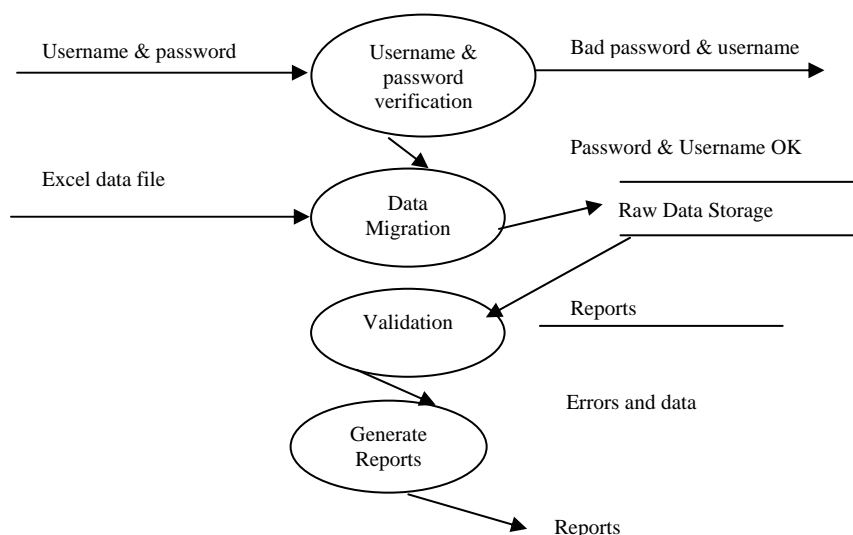 Username & password
Username &
password
verification
Bad password & username
Password & Username OK
Excel data file
Data
Migration
Raw Data Storage
Validation
Reports
Errors and data
Generate
Reports
Reports